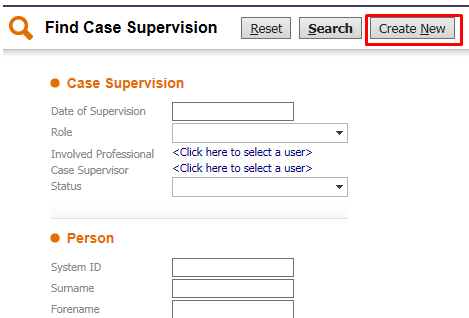 Find Case Supervision Reset Search Create New
Case Supervision
Date of Supervision
Role
Involved Professional <Click here to select a user>
Case Supervisor <Click here to select a user>
Status
Person
System ID
Surname
Forename